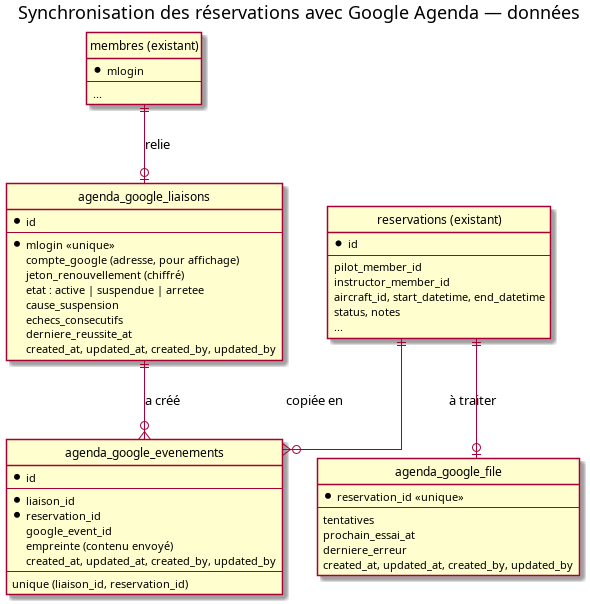 Synchronisation des réservations avec Google Agenda — données
membres (existant)
mlogin
...
relie
agenda_google_liaisons
id
mlogin «unique»
compte_google (adresse, pour affichage)
jeton_renouvellement (chiffré)
etat : active | suspendue | arretee
cause_suspension
echecs_consecutifs
derniere_reussite_at
created_at, updated_at, created_by, updated_by
reservations (existant)
id
pilot_member_id
instructor_member_id
aircraft_id, start_datetime, end_datetime
status, notes
...
a créé
copiée en
à traiter
agenda_google_evenements
id
liaison_id
reservation_id
google_event_id
empreinte (contenu envoyé)
created_at, updated_at, created_by, updated_by
unique (liaison_id, reservation_id)
agenda_google_file
reservation_id «unique»
tentatives
prochain_essai_at
derniere_erreur
created_at, updated_at, created_by, updated_by